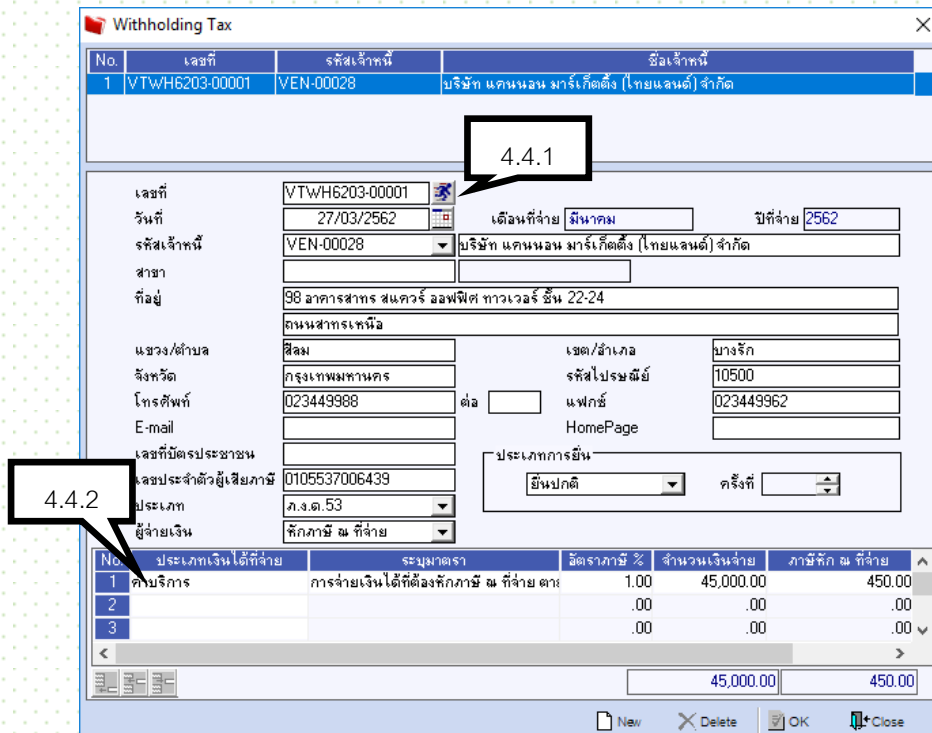 Withholding Tax
No. เลขที่ รหัสเจ้าหนี้ ชื่อเจ้าหนี้
1 VTWH6203-00001 VEN-00028 บริษัท แคนนอน มาร์เก็ตติ้ง (ไทยแลนด์) จำกัด
4.4.1
เลขที่ VTWH6203-00001
วันที่ 27/03/2562 เดือนที่จ่าย มีนาคม ปีที่จ่าย 2562
รหัสเจ้าหนี้ VEN-00028 บริษัท แคนนอน มาร์เก็ตติ้ง (ไทยแลนด์) จำกัด
สาขา
ที่อยู่ 98 อาคารสาทร สแควร์ ออฟฟิศ ทาวเวอร์ ชั้น 22-24
ถนนสาทรเหนือ
แขวง/ตำบล สีลม เขต/อำเภอ บางรัก
จังหวัด กรุงเทพมหานคร รหัสไปรษณีย์ 10500
โทรศัพท์ 023449988 ต่อ แฟกซ์ 023449962
E-mail HomePage
เลขที่บัตรประชาชน ประเภทการยื่น
เลขประจำตัวผู้เสียภาษี 0105537006439 ยื่นปกติ ครั้งที่
4.4.2
ประเภท ภ.ง.ด.53
ผู้จ่ายเงิน หักภาษี ณ ที่จ่าย
No. ประเภทเงินได้ที่จ่าย ระบุมาตรา อัตราภาษี % จำนวนเงินจ่าย ภาษีหัก ณ ที่จ่าย
1 ค่าบริการ การจ่ายเงินได้ที่ต้องหักภาษี ณ ที่จ่าย ตาม 1.00 45,000.00 450.00
2 .00 .00 .00
3 .00 .00 .00
45,000.00 450.00
New Delete OK Close